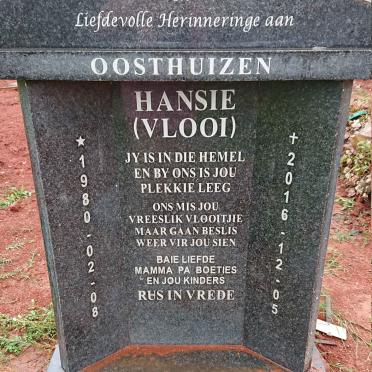 Liefdevolle Herinneringe aan
OOSTHUIZEN
HANSIE
(VLOOI)
★ 1980-02-08
✝ 2016-12-05
JY IS IN DIE HEMEL
EN BY ONS IS JOU
PLEKKIE LEEG
ONS MIS JOU
VREESLIK VLOOITJIE
MAAR GAAN BESLIS
WEER VIR JOU SIEN
BAIE LIEFDE
MAMMA PA BOETIES
EN JOU KINDERS
RUS IN VREDE